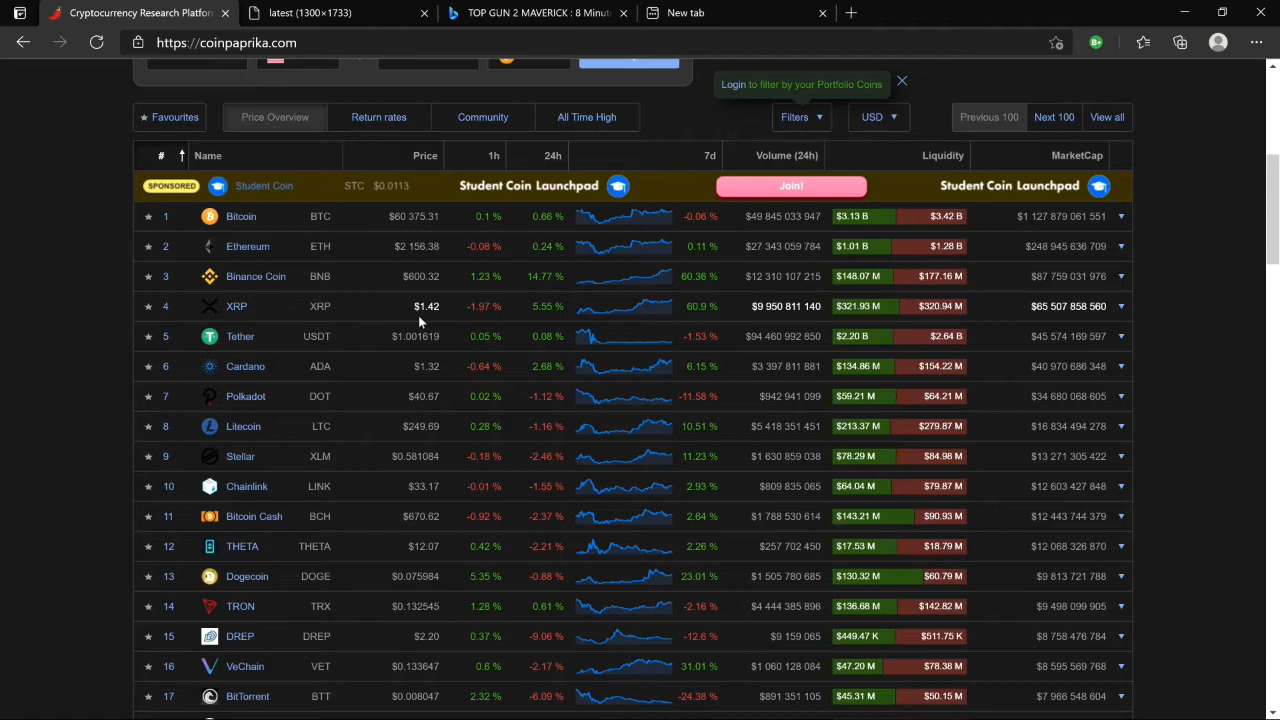 Cryptocurrency Research Platfor
latest (1300×1733)
TOP GUN 2 MAVERICK : 8 Minut
New tab
https://coinpaprika.com
Login to filter by your Portfolio Coins
★ Favourites Price Overview Return rates Community All Time High Filters ▼ USD ▼ Previous 100 Next 100 View all
# Name Price 1h 24h 7d Volume (24h) Liquidity MarketCap
SPONSORED Student Coin STC $0.0113 Student Coin Launchpad Join! Student Coin Launchpad
1 Bitcoin BTC $60 375.31 0.1 % 0.66 % -0.06 % $49 845 033 947 $3.13 B $3.42 B $1 127 879 061 551
2 Ethereum ETH $2 156.38 -0.08 % 0.24 % 0.11 % $27 343 059 784 $1.01 B $1.28 B $248 945 636 709
3 Binance Coin BNB $600.32 1.23 % 14.77 % 60.36 % $12 310 107 215 $148.07 M $177.16 M $87 759 031 976
4 XRP XRP $1.42 -1.97 % 5.55 % 60.9 % $9 950 811 140 $321.93 M $320.94 M $65 507 858 560
5 Tether USDT $1.001619 0.05 % 0.08 % -1.53 % $94 460 992 850 $2.20 B $2.64 B $45 574 169 597
6 Cardano ADA $1.32 -0.64 % 2.68 % 6.15 % $3 397 811 881 $134.86 M $154.22 M $40 970 686 348
7 Polkadot DOT $40.67 0.02 % -1.12 % -11.58 % $942 941 099 $59.21 M $64.21 M $34 680 068 605
8 Litecoin LTC $249.69 0.28 % -1.16 % 10.51 % $5 418 351 451 $213.37 M $279.87 M $16 834 494 278
9 Stellar XLM $0.581084 -0.18 % -2.46 % 11.23 % $1 630 859 038 $78.29 M $84.98 M $13 271 305 422
10 Chainlink LINK $33.17 -0.01 % -1.55 % 2.93 % $809 835 065 $64.04 M $79.87 M $12 603 427 848
11 Bitcoin Cash BCH $670.62 -0.92 % -2.37 % 2.64 % $1 788 530 614 $143.21 M $90.93 M $12 443 744 379
12 THETA THETA $12.07 0.42 % -2.21 % 2.26 % $257 702 450 $17.53 M $18.79 M $12 068 326 870
13 Dogecoin DOGE $0.075984 5.35 % -0.88 % 23.01 % $1 505 780 685 $130.32 M $60.79 M $9 813 721 788
14 TRON TRX $0.132545 1.28 % 0.61 % -2.16 % $4 444 385 896 $136.68 M $142.82 M $9 498 099 905
15 DREP DREP $2.20 0.37 % -9.06 % -12.6 % $9 159 065 $449.47 K $511.75 K $8 758 476 784
16 VeChain VET $0.133647 0.6 % -2.17 % 31.01 % $1 060 128 084 $47.20 M $78.38 M $8 595 569 768
17 BitTorrent BTT $0.008047 2.32 % -6.09 % -24.38 % $891 351 105 $45.31 M $50.15 M $7 966 548 604